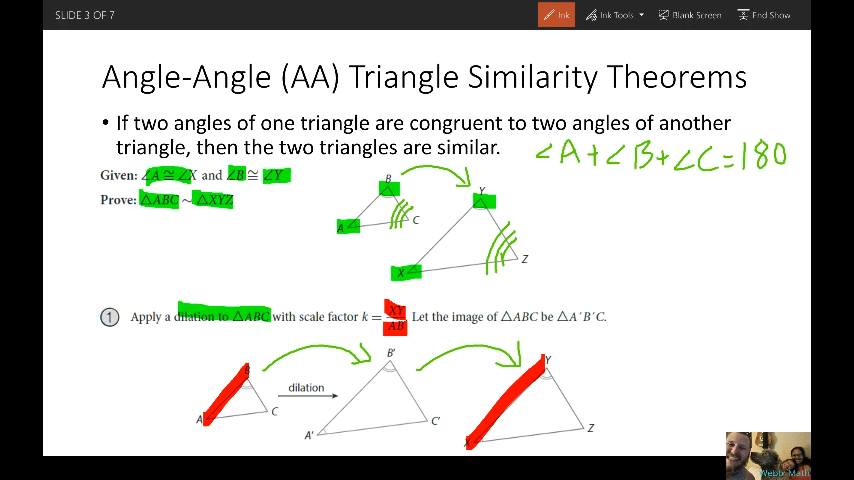 SLIDE 3 OF 7
Ink
Ink Tools
Blank Screen
End Show
Angle-Angle (AA) Triangle Similarity Theorems
• If two angles of one triangle are congruent to two angles of another
triangle, then the two triangles are similar.
∠A+∠B+∠C=180
Given: ∠A ≅ ∠X and ∠B ≅ ∠Y
Prove: △ABC ~ △XYZ
B
A
C
Y
X
Z
1 Apply a dilation to △ABC with scale factor k = XY/AB. Let the image of △ABC be △A′B′C.
B
A
C
dilation
B′
A′
C′
Y
X
Z
Webb Math